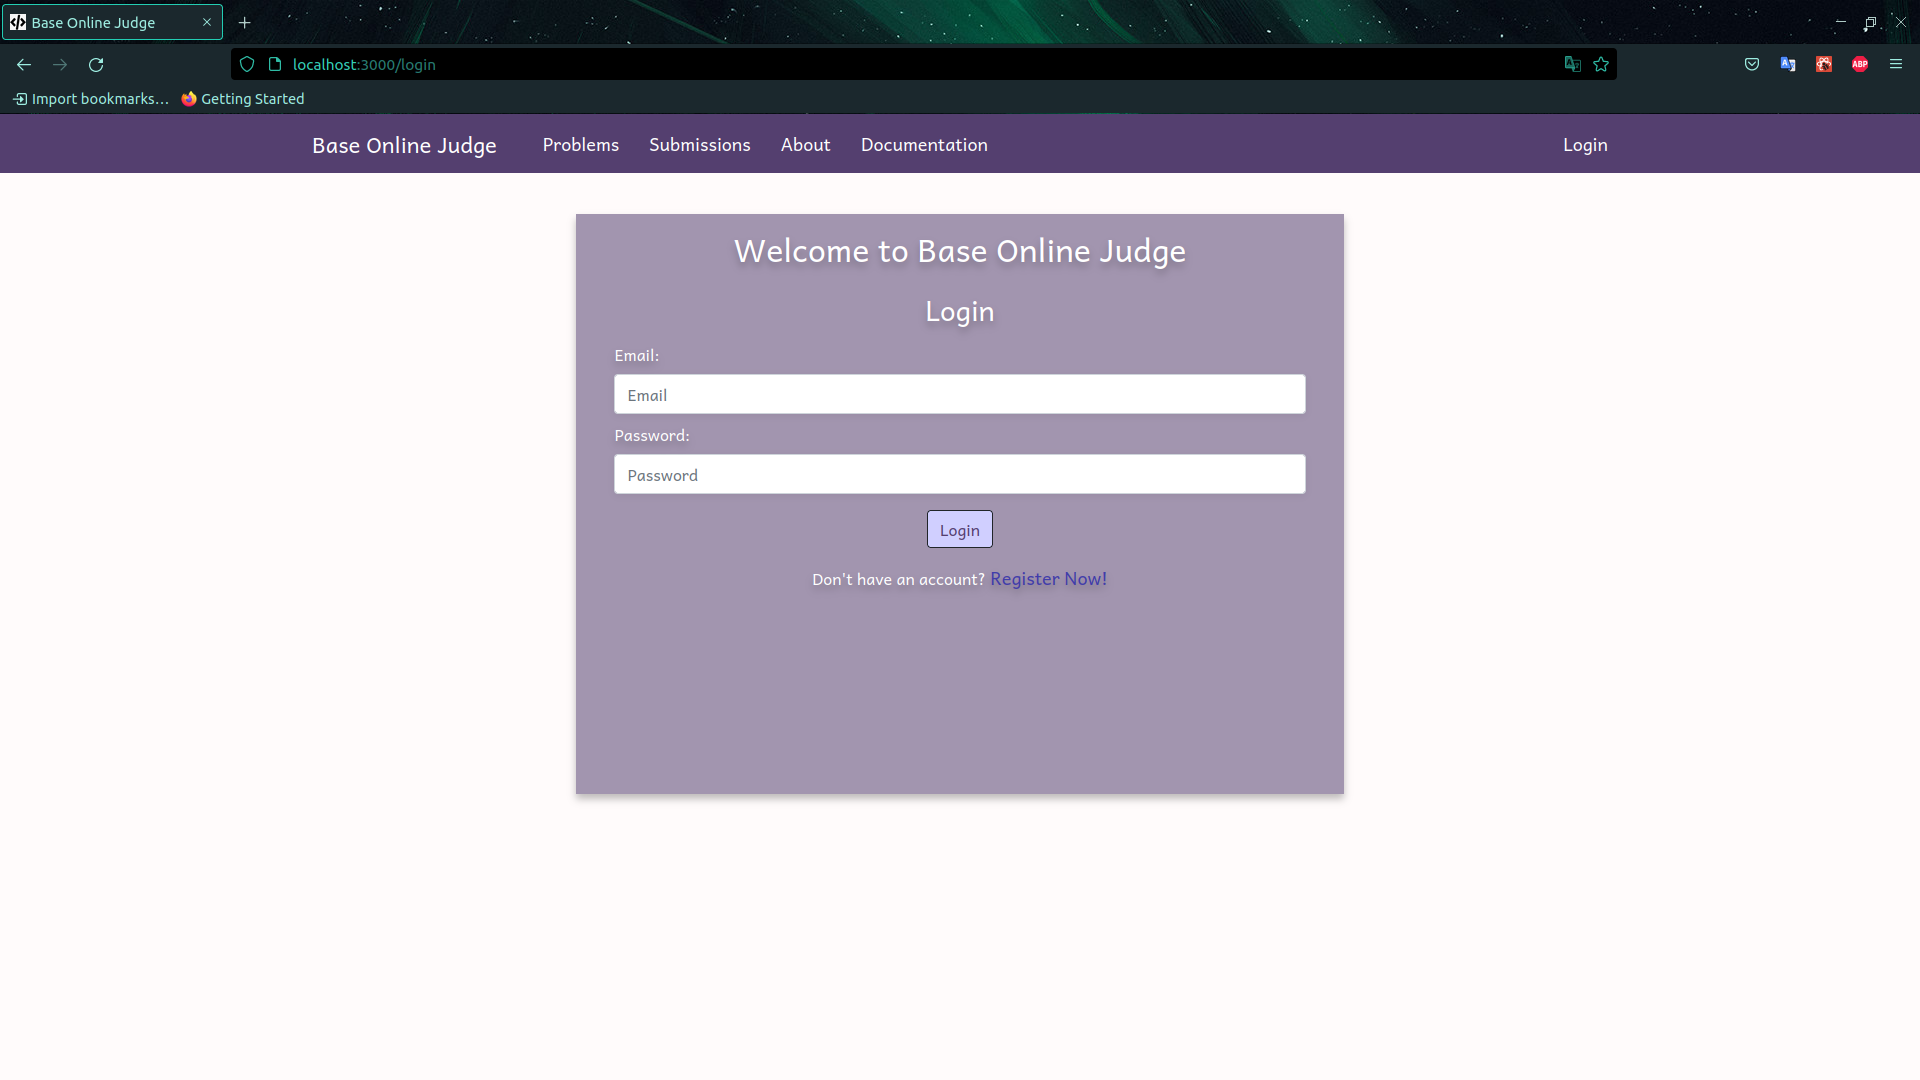 Base Online Judge
localhost:3000/login
ABP
Import bookmarks...
Getting Started
Base Online Judge Problems Submissions About Documentation Login
Welcome to Base Online Judge
Login
Email:
Email
Password:
Password
Login
Don't have an account? Register Now!